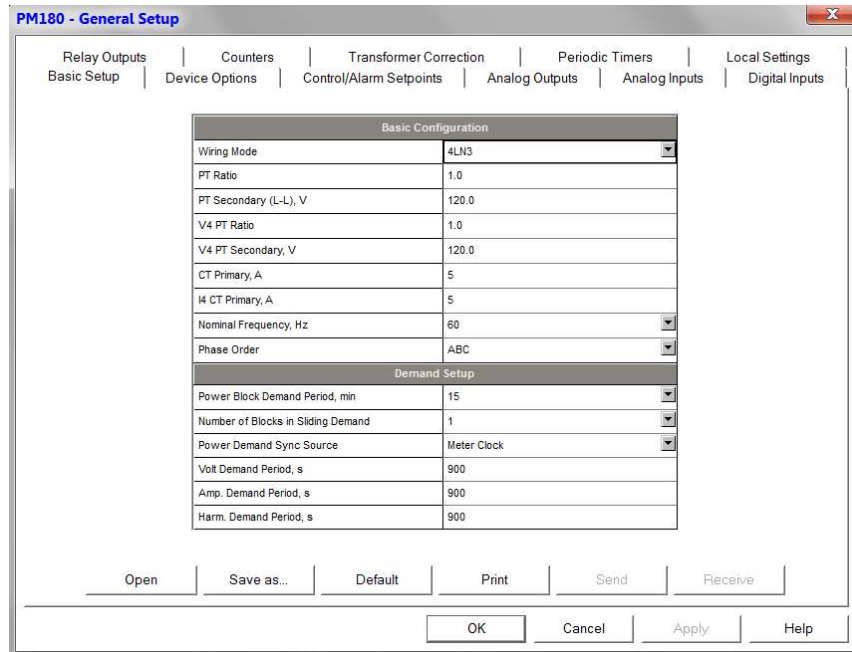 PM180 - General Setup
X
Relay Outputs Counters Transformer Correction Periodic Timers Local Settings
Basic Setup Device Options Control/Alarm Setpoints Analog Outputs Analog Inputs Digital Inputs
Basic Configuration
Wiring Mode 4LN3
PT Ratio 1.0
PT Secondary (L-L), V 120.0
V4 PT Ratio 1.0
V4 PT Secondary, V 120.0
CT Primary, A 5
I4 CT Primary, A 5
Nominal Frequency, Hz 60
Phase Order ABC
Demand Setup
Power Block Demand Period, min 15
Number of Blocks in Sliding Demand 1
Power Demand Sync Source Meter Clock
Volt Demand Period, s 900
Amp. Demand Period, s 900
Harm. Demand Period, s 900
Open Save as... Default Print Send Receive
OK Cancel Apply Help